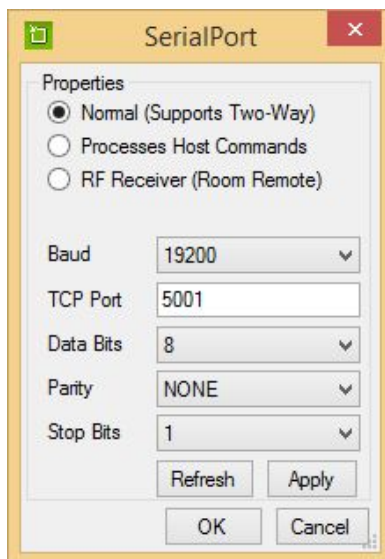 SerialPort
Properties
Normal (Supports Two-Way)
Processes Host Commands
RF Receiver (Room Remote)
Baud 19200
TCP Port 5001
Data Bits 8
Parity NONE
Stop Bits 1
Refresh Apply
OK Cancel